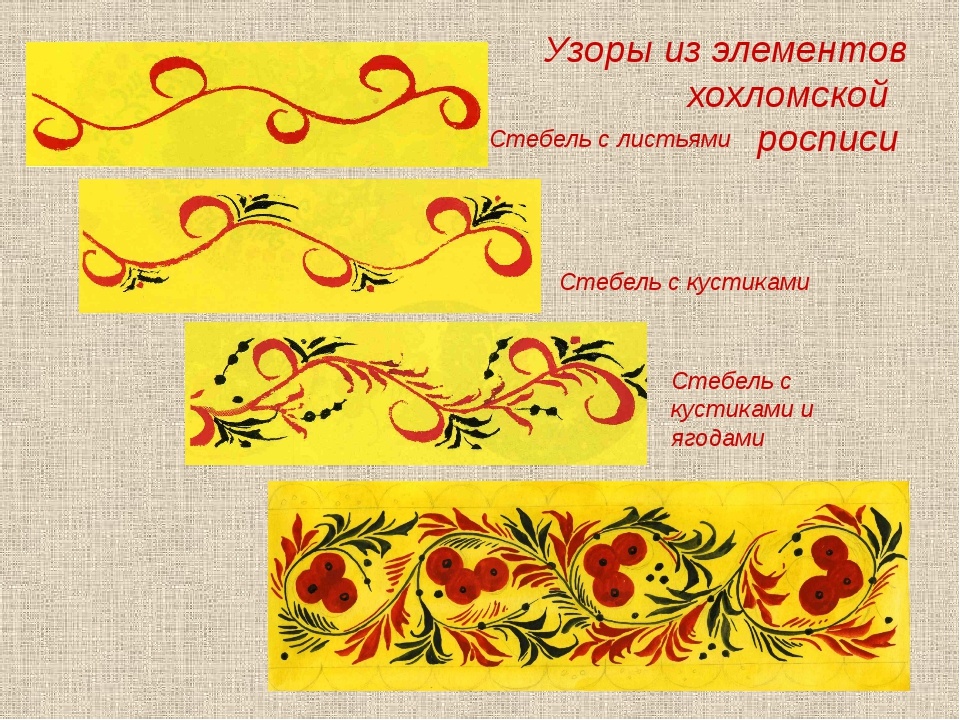 Узоры из элементов
хохломской
росписи
Стебель с листьями
Стебель с кустиками
Стебель с
кустиками и
ягодами